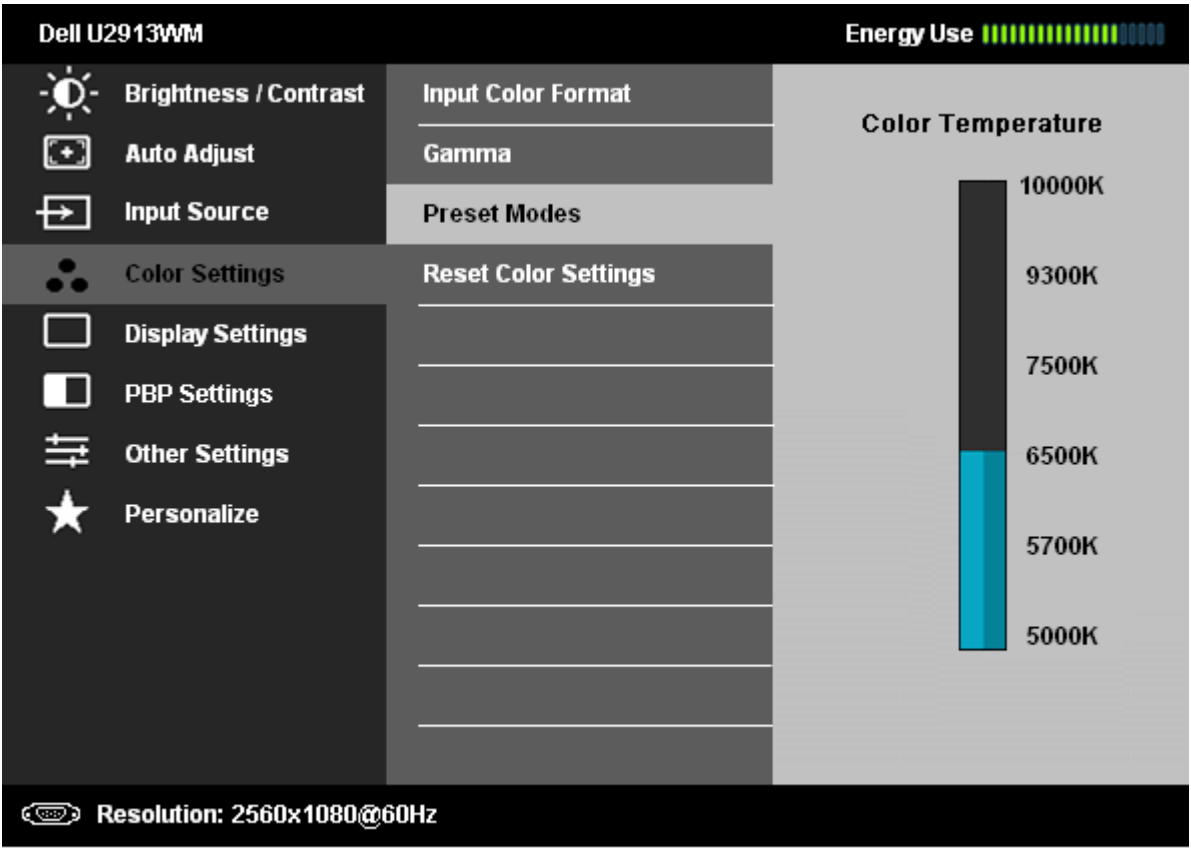 Dell U2913WM
Energy Use
Brightness / Contrast
Auto Adjust
Input Source
Color Settings
Display Settings
PBP Settings
Other Settings
Personalize
Input Color Format
Gamma
Preset Modes
Reset Color Settings
Color Temperature
10000K
9300K
7500K
6500K
5700K
5000K
Resolution: 2560x1080@60Hz